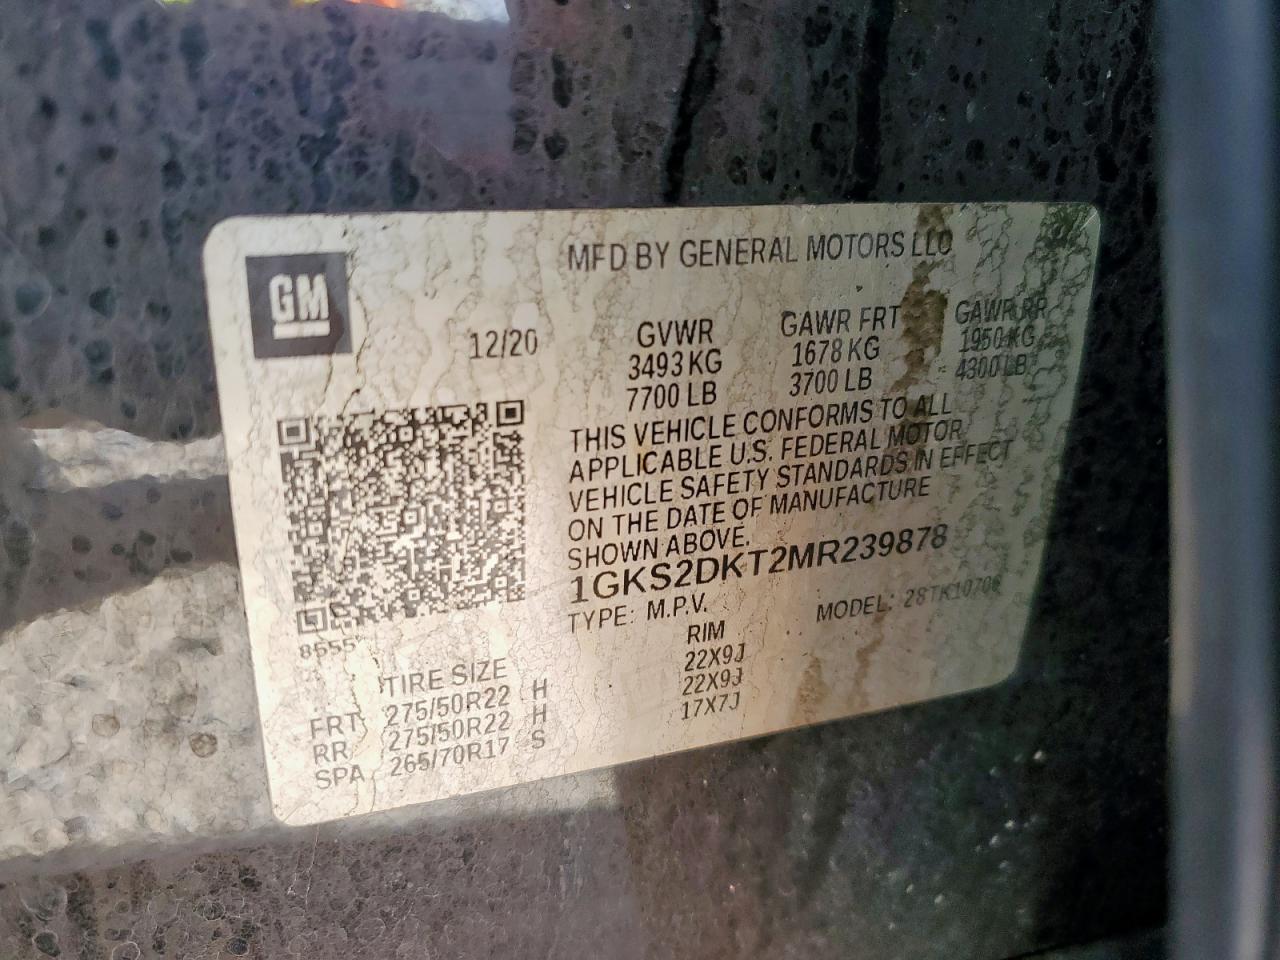 GM
MFD BY GENERAL MOTORS LLC
12/20
GVWR GAWR FRT GAWR RR
3493 KG 1678 KG 1950 KG
7700 LB 3700 LB 4300 LB
THIS VEHICLE CONFORMS TO ALL
APPLICABLE U.S. FEDERAL MOTOR
VEHICLE SAFETY STANDARDS IN EFFECT
ON THE DATE OF MANUFACTURE
SHOWN ABOVE.
1GKS2DKT2MR239878
TYPE: M.P.V. MODEL:
TIRE SIZE RIM
FRT 275/50R22 H 22X9J
RR 275/50R22 H 22X9J
SPA 265/70R17 S 17X7J